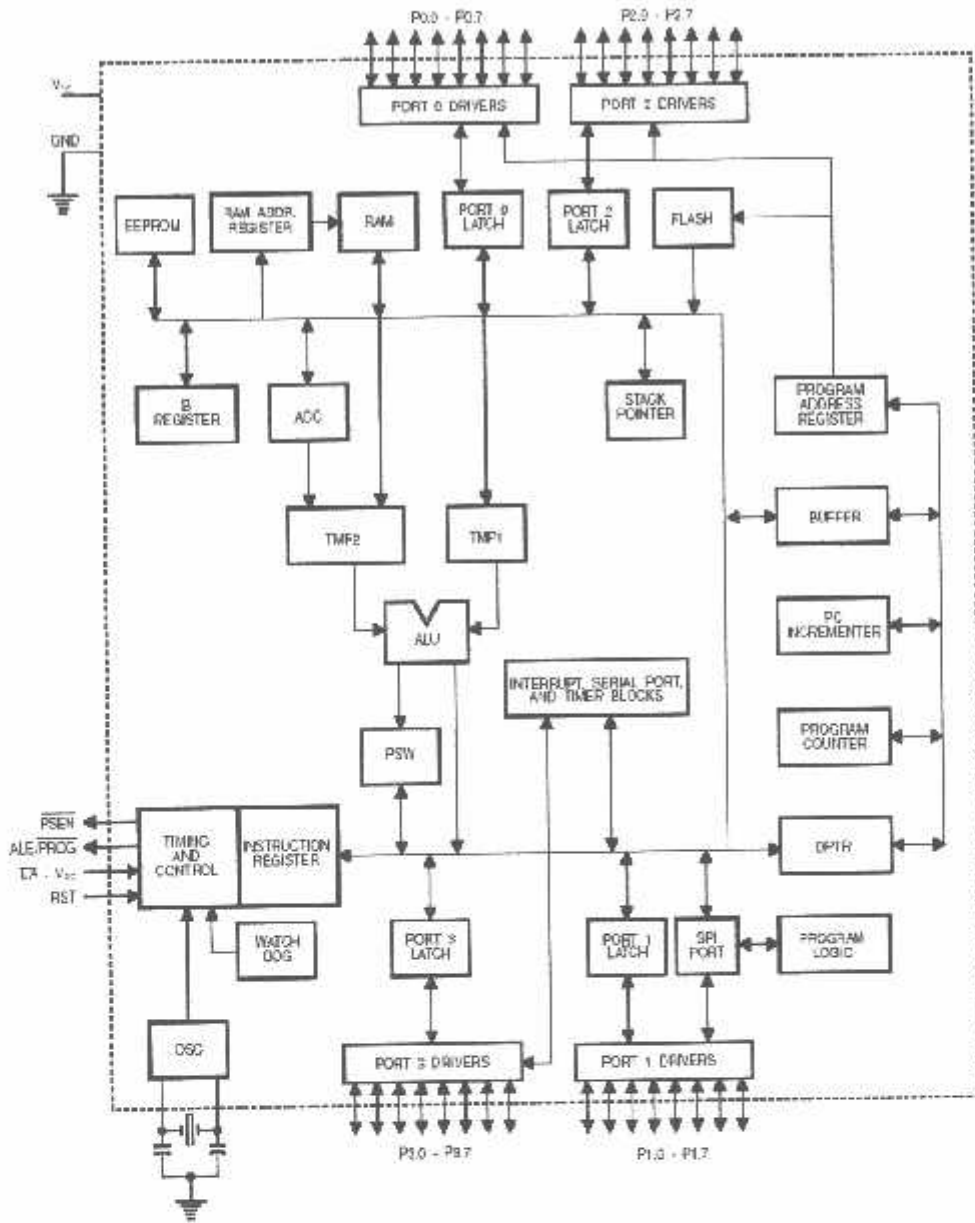 P0.0 - P0.7
P2.0 - P2.7
VCC
PORT 0 DRIVERS
PORT 2 DRIVERS
GND
EEPROM
RAM ADDR.
REGISTER
RAM
PORT 0
LATCH
PORT 2
LATCH
FLASH
B
REGISTER
ACC
STACK
POINTER
PROGRAM
ADDRESS
REGISTER
TMP2
TMP1
BUFFER
ALU
PC
INCREMENTER
INTERRUPT, SERIAL PORT,
AND TIMER BLOCKS
PSW
PROGRAM
COUNTER
PSEN
ALE/PROG
EA - VCC
RST
TIMING
AND
CONTROL
INSTRUCTION
REGISTER
DPTR
WATCH
DOG
PORT 3
LATCH
PORT 1
LATCH
SPI
PORT
PROGRAM
LOGIC
OSC
PORT 3 DRIVERS
PORT 1 DRIVERS
P3.0 - P3.7
P1.0 - P1.7